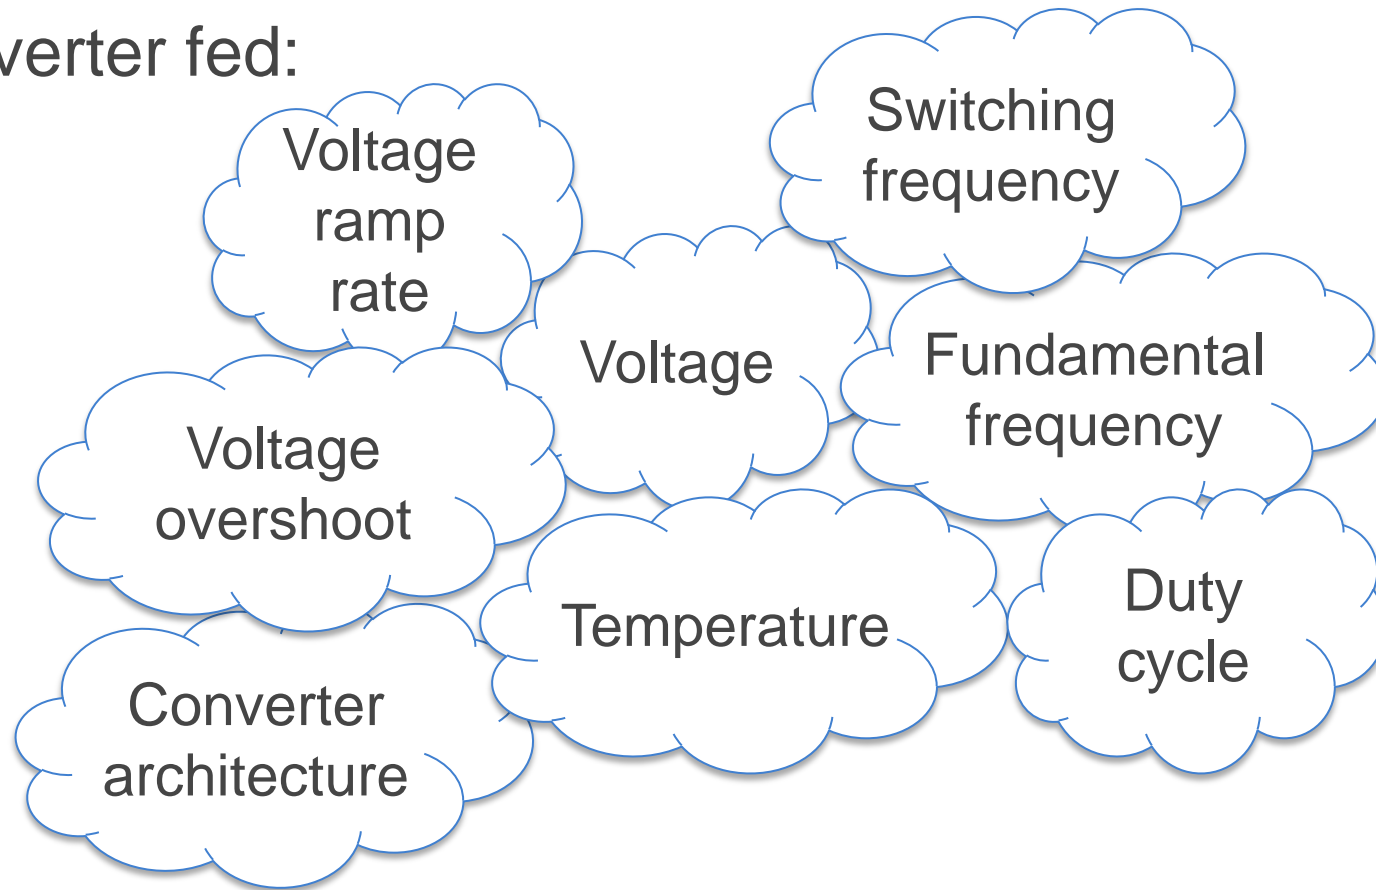 verter fed:
Voltage
ramp
rate
Switching
frequency
Voltage
Fundamental
frequency
Voltage
overshoot
Temperature
Duty
cycle
Converter
architecture